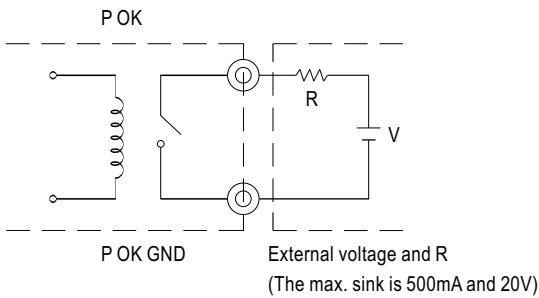 P OK
R
V
P OK GND
External voltage and R
(The max. sink is 500mA and 20V)